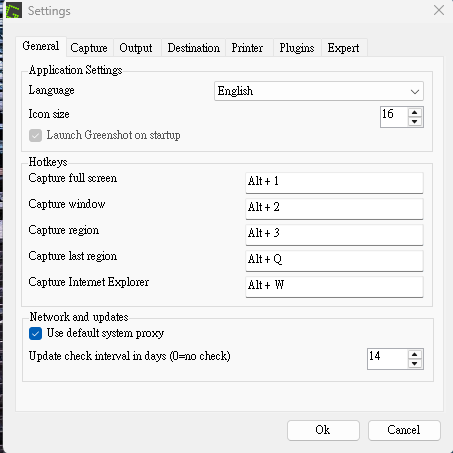 Settings
General Capture Output Destination Printer Plugins Expert
Application Settings
Language English
Icon size 16
Launch Greenshot on startup
Hotkeys
Capture full screen Alt + 1
Capture window Alt + 2
Capture region Alt + 3
Capture last region Alt + Q
Capture Internet Explorer Alt + W
Network and updates
Use default system proxy
Update check interval in days (0=no check) 14
Ok Cancel